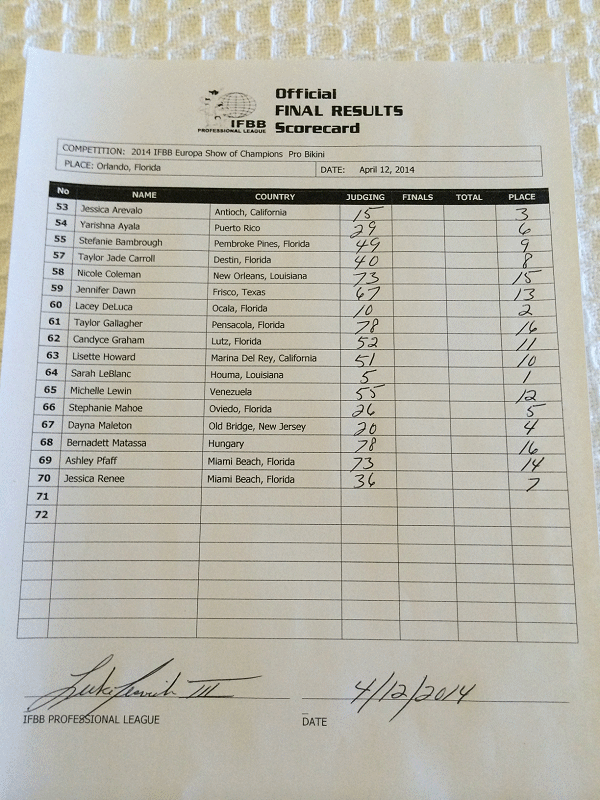 Official
FINAL RESULTS
Scorecard
IFBB
PROFESSIONAL LEAGUE
COMPETITION: 2014 IFBB Europa Show of Champions Pro Bikini
PLACE: Orlando, Florida DATE: April 12, 2014
No NAME COUNTRY JUDGING FINALS TOTAL PLACE
53 Jessica Arevalo Antioch, California 15 3
54 Yarishna Ayala Puerto Rico 29 6
55 Stefanie Bambrough Pembroke Pines, Florida 49 9
57 Taylor Jade Carroll Destin, Florida 40 8
58 Nicole Coleman New Orleans, Louisiana 73 15
59 Jennifer Dawn Frisco, Texas 67 13
60 Lacey DeLuca Ocala, Florida 10 2
61 Taylor Gallagher Pensacola, Florida 78 16
62 Candyce Graham Lutz, Florida 52 11
63 Lisette Howard Marina Del Rey, California 51 10
64 Sarah LeBlanc Houma, Louisiana 5 1
65 Michelle Lewin Venezuela 55 12
66 Stephanie Mahoe Oviedo, Florida 26 5
67 Dayna Maleton Old Bridge, New Jersey 20 4
68 Bernadett Matassa Hungary 78 16
69 Ashley Pfaff Miami Beach, Florida 73 14
70 Jessica Renee Miami Beach, Florida 36 7
71
72
III 4/12/2014
IFBB PROFESSIONAL LEAGUE DATE